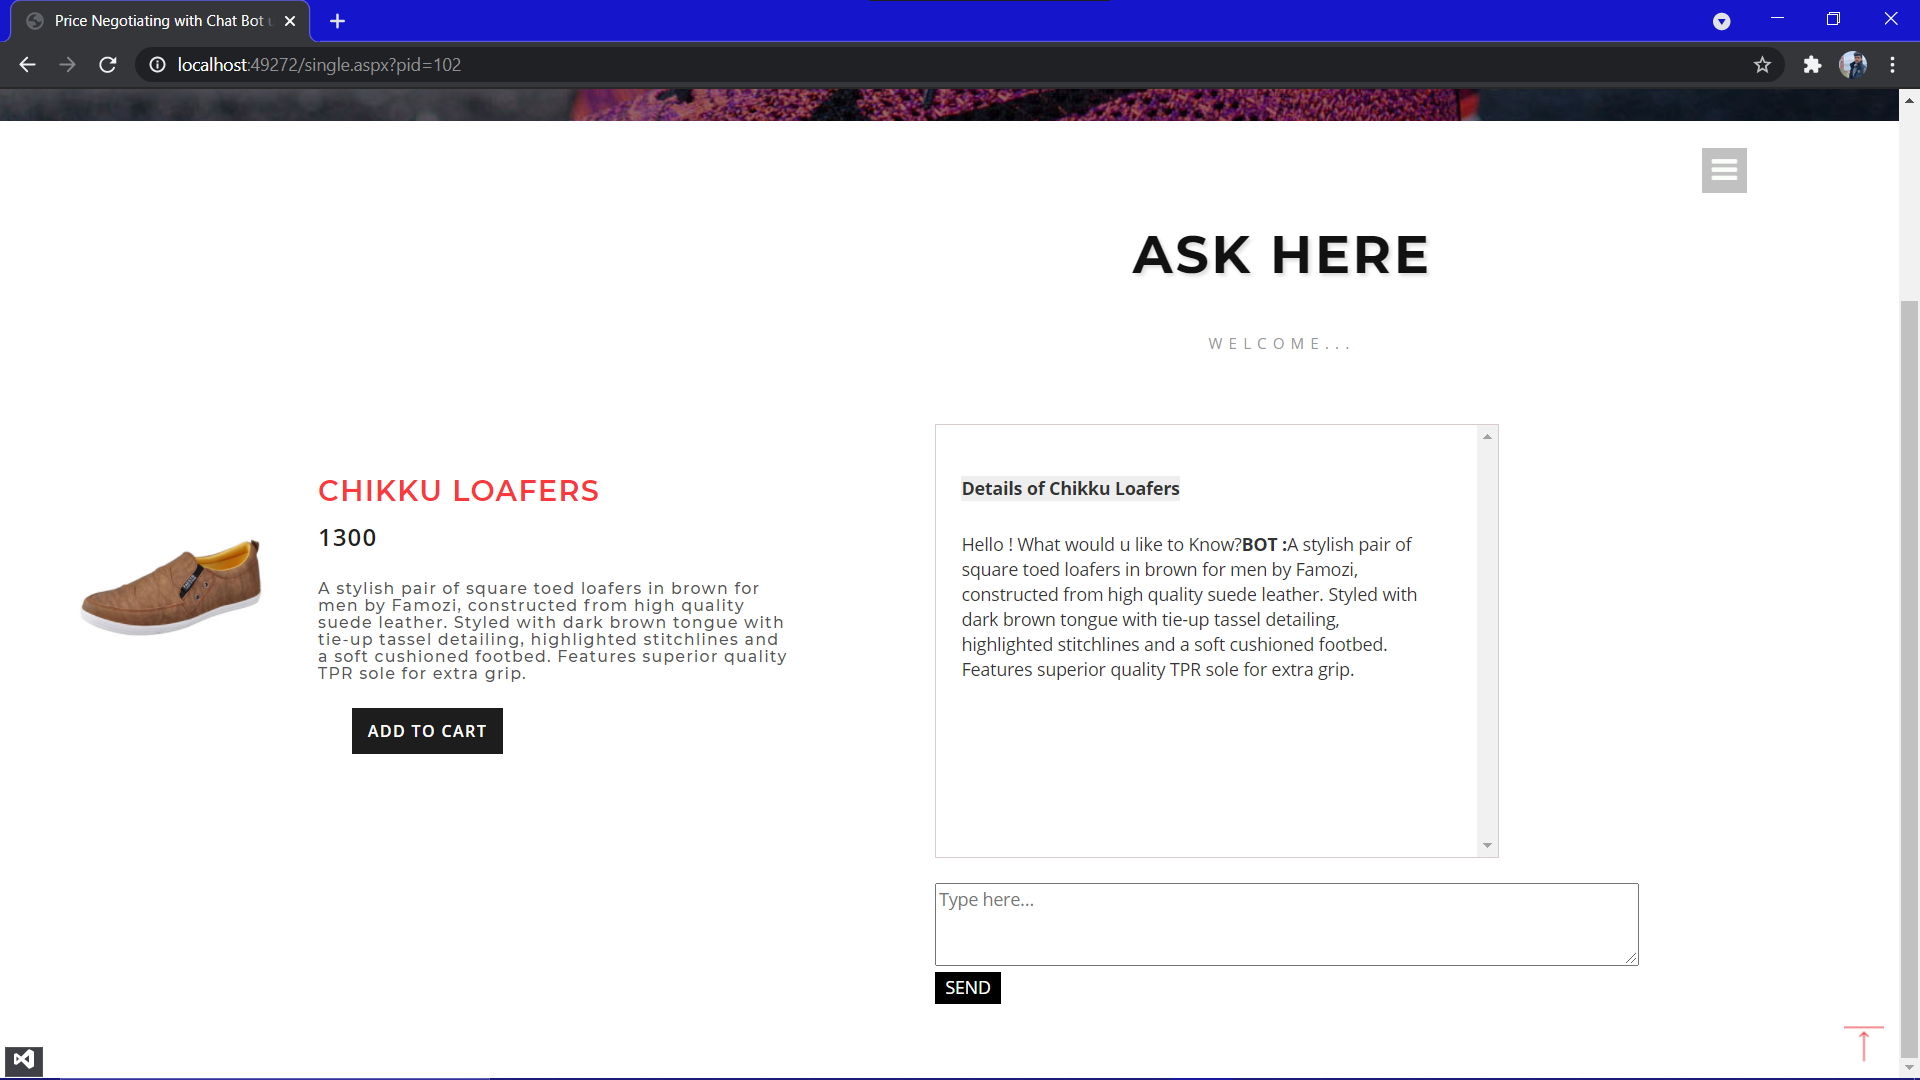 Price Negotiating with Chat Bot
localhost:49272/single.aspx?pid=102
ASK HERE
WELCOME...
CHIKKU LOAFERS
1300
A stylish pair of square toed loafers in brown for
men by Famozi, constructed from high quality
suede leather. Styled with dark brown tongue with
tie-up tassel detailing, highlighted stitchlines and
a soft cushioned footbed. Features superior quality
TPR sole for extra grip.
ADD TO CART
Details of Chikku Loafers
Hello ! What would u like to Know?BOT :A stylish pair of
square toed loafers in brown for men by Famozi,
constructed from high quality suede leather. Styled with
dark brown tongue with tie-up tassel detailing,
highlighted stitchlines and a soft cushioned footbed.
Features superior quality TPR sole for extra grip.
Type here...
SEND